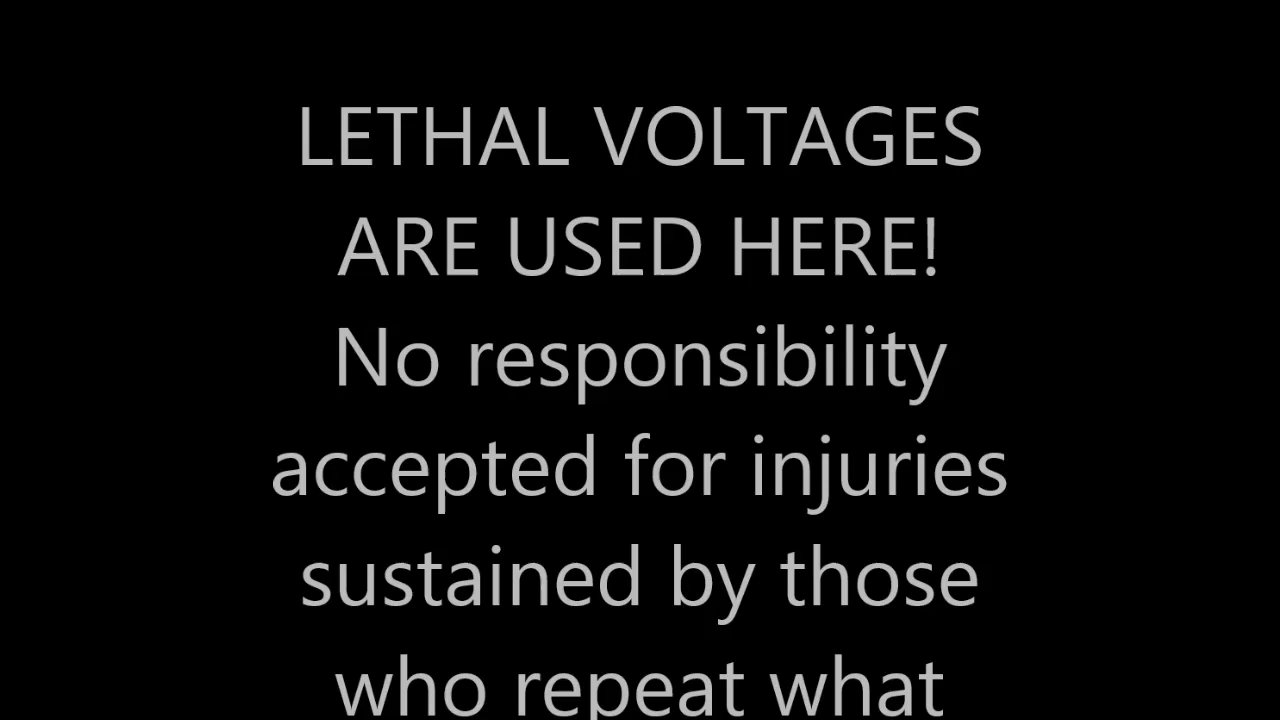 LETHAL VOLTAGES
ARE USED HERE!
No responsibility
accepted for injuries
sustained by those
who repeat what